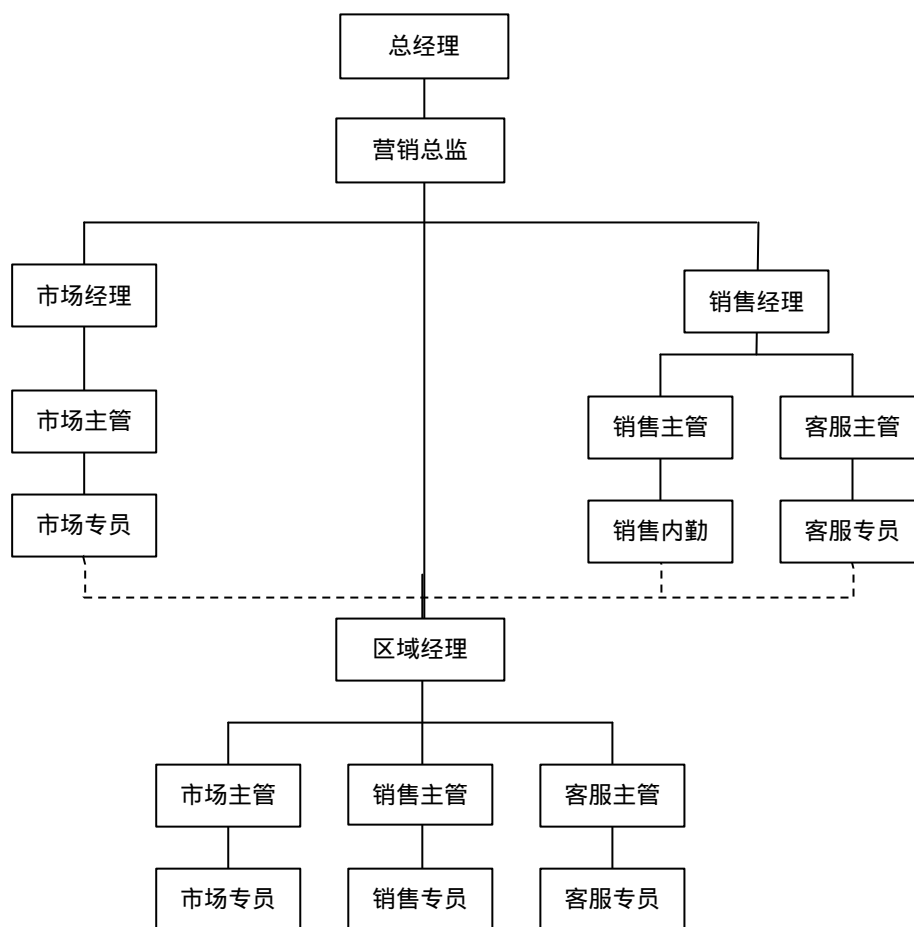 总经理
营销总监
市场经理
销售经理
市场主管
销售主管
客服主管
市场专员
销售内勤
客服专员
区域经理
市场主管
销售主管
客服主管
市场专员
销售专员
客服专员